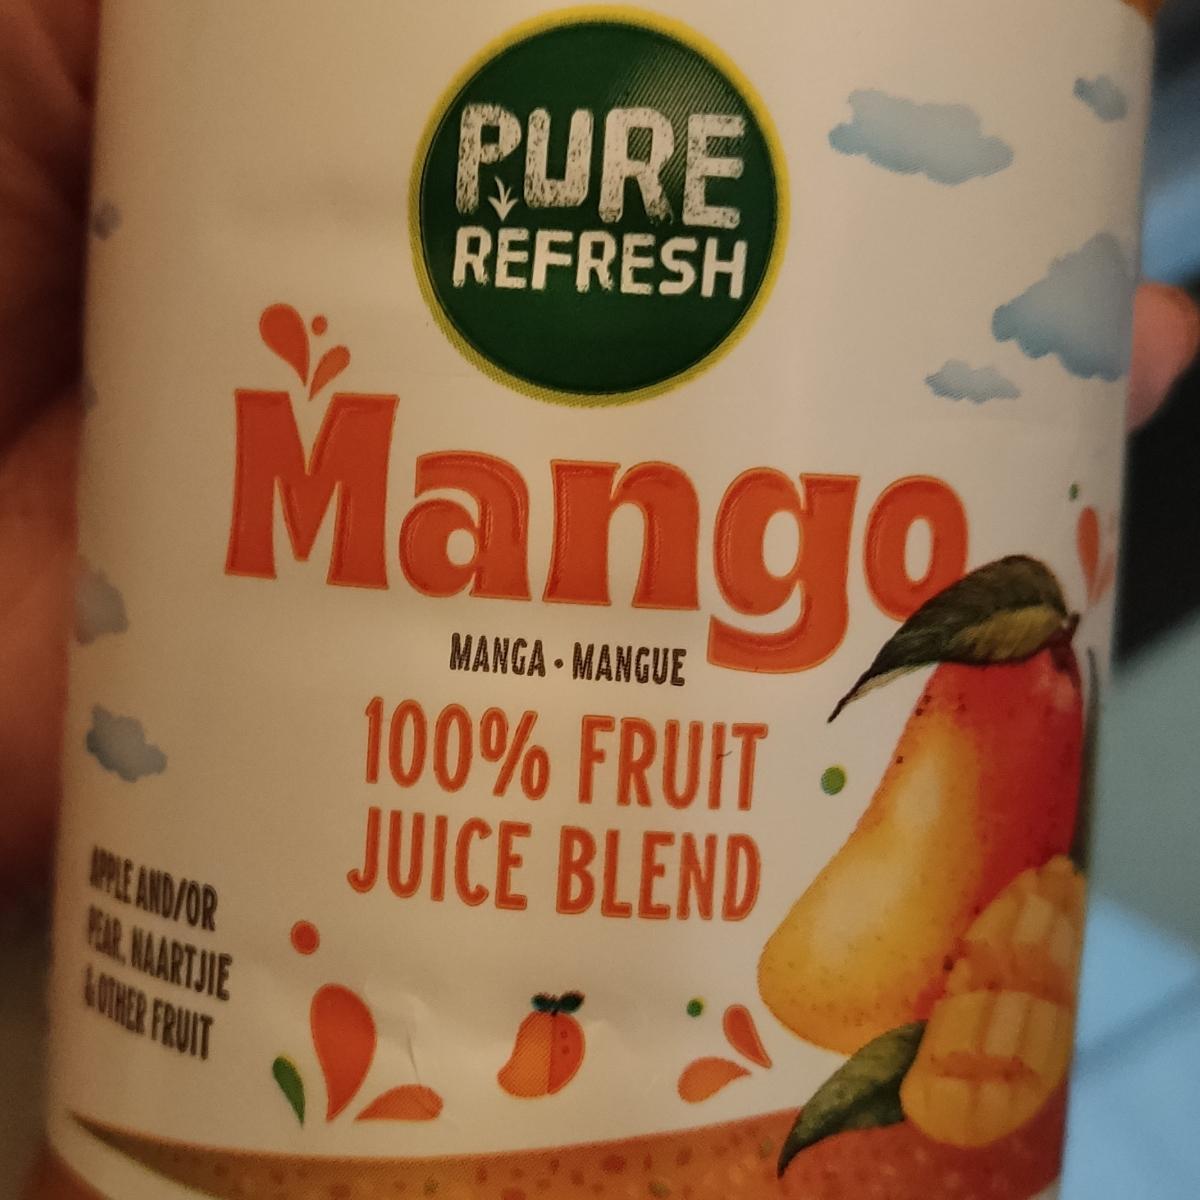 PURE
REFRESH
Mango
MANGA • MANGUE
100% FRUIT
JUICE BLEND
APPLE AND/OR
PEAR, NAARTJIE
& OTHER FRUIT